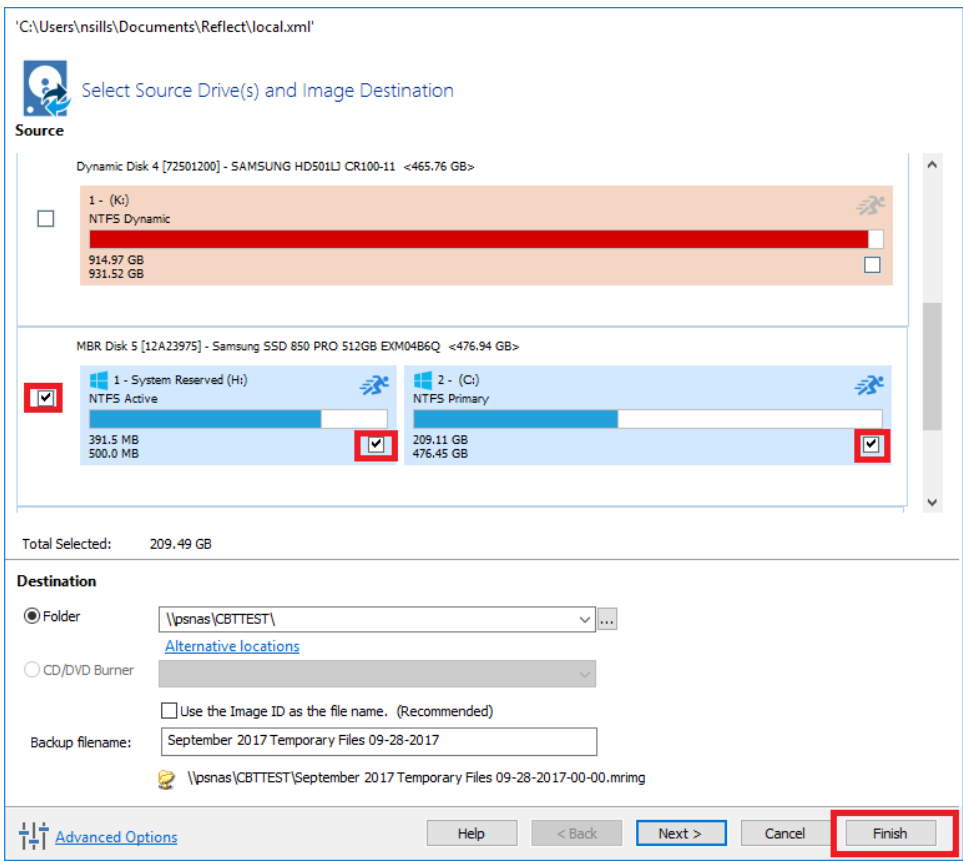 'C:\Users\nsills\Documents\Reflect\local.xml'
Select Source Drive(s) and Image Destination
Source
Dynamic Disk 4 [72501200] - SAMSUNG HD501LJ CR100-11 <465.76 GB>
1 - (K:)
NTFS Dynamic
914.97 GB
931.52 GB
MBR Disk 5 [12A23975] - Samsung SSD 850 PRO 512GB EXM04B6Q <476.94 GB>
1 - System Reserved (H:)
NTFS Active
391.5 MB
500.0 MB
2 - (C:)
NTFS Primary
209.11 GB
476.45 GB
Total Selected: 209.49 GB
Destination
Folder
\\psnas\CBTTEST\
...
Alternative locations
CD/DVD Burner
Use the Image ID as the file name. (Recommended)
Backup filename: September 2017 Temporary Files 09-28-2017
\\psnas\CBTTEST\September 2017 Temporary Files 09-28-2017-00-00.mrimg
Advanced Options Help < Back Next > Cancel Finish